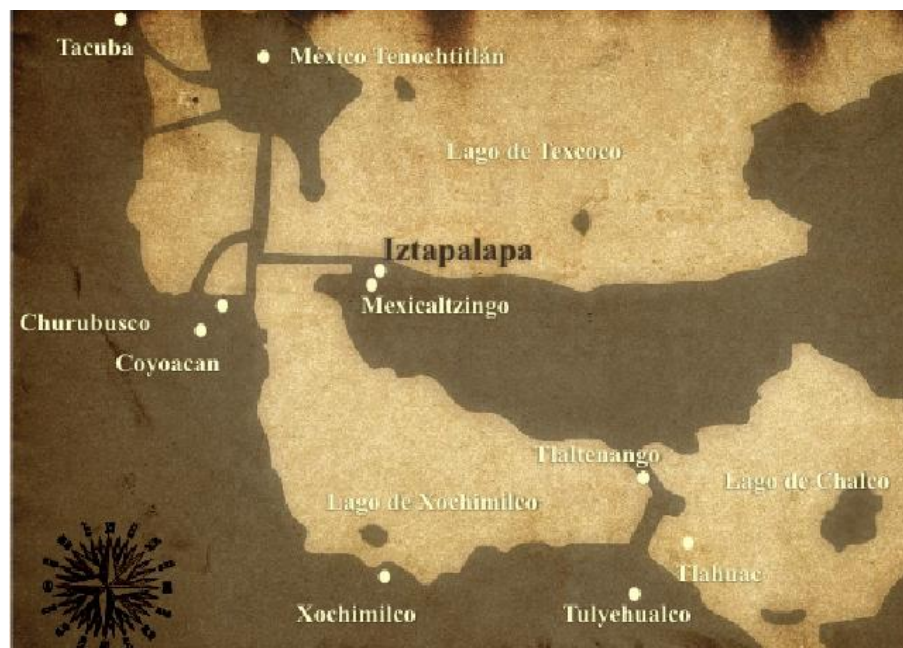 Tacuba
México Tenochtitlán
Lago de Texcoco
Iztapalapa
Mexicaltzingo
Churubusco
Coyoacan
Tlaltenango
Lago de Chalco
Lago de Xochimilco
Tlahuac
Xochimilco
Tulyehualco